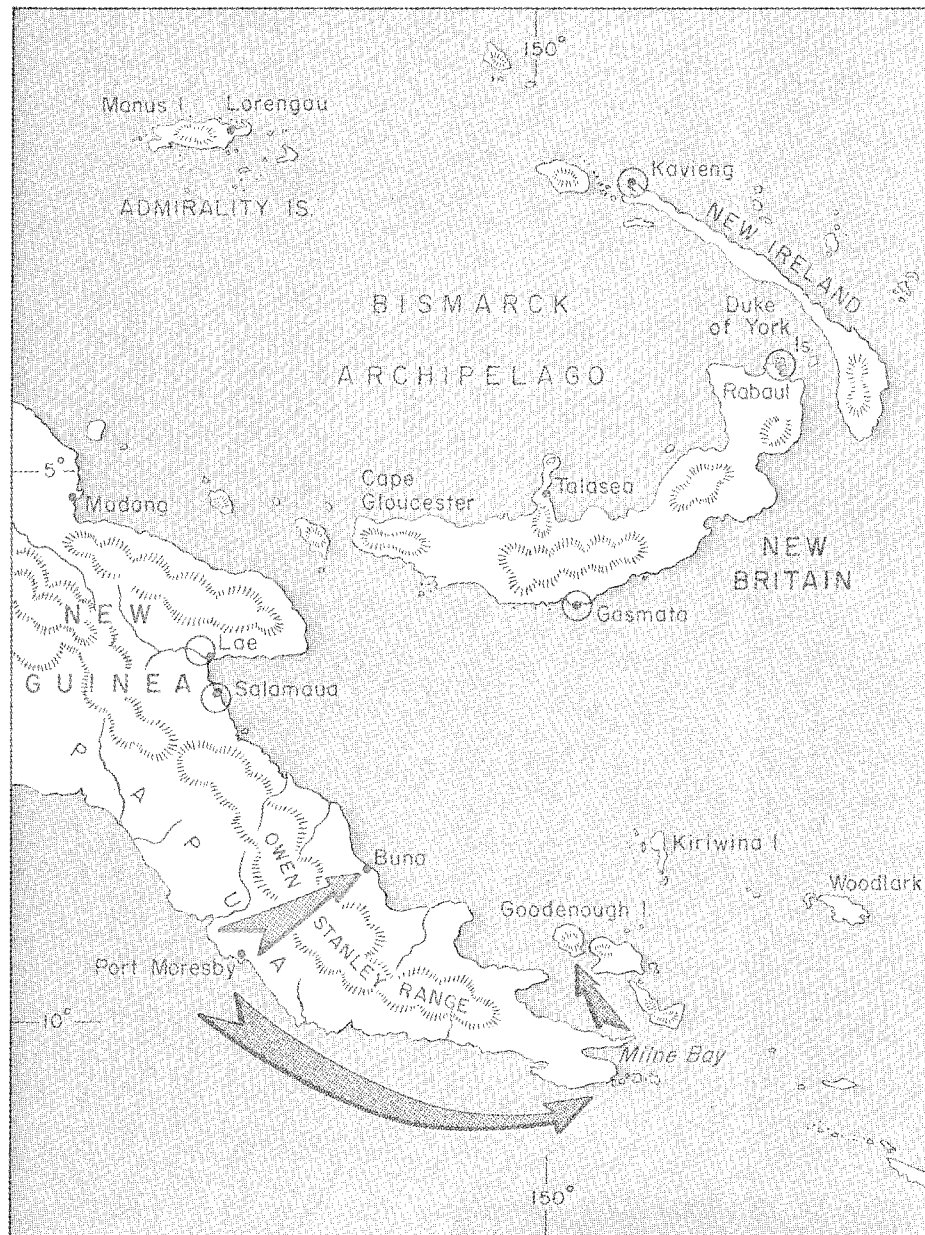 150°
Manus I.
Lorengau
ADMIRALITY IS.
Kavieng
NEW IRELAND
BISMARCK
ARCHIPELAGO
Duke
of York
Is.
Rabaul
5°
Madang
Cape
Gloucester
Talasea
NEW
BRITAIN
Gasmata
NEW
GUINEA
Lae
Salamaua
PAPUA
OWEN
STANLEY RANGE
Buna
Kiriwina I.
Woodlark
Goodenough I.
Port Moresby
10°
Milne Bay
150°